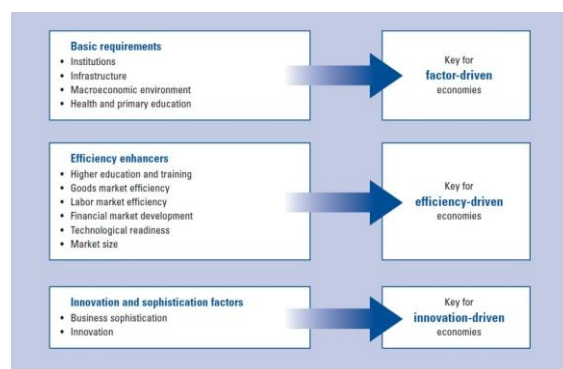 Basic requirements
• Institutions
• Infrastructure
• Macroeconomic environment
• Health and primary education
Key for
factor-driven
economies
Efficiency enhancers
• Higher education and training
• Goods market efficiency
• Labor market efficiency
• Financial market development
• Technological readiness
• Market size
Key for
efficiency-driven
economies
Innovation and sophistication factors
• Business sophistication
• Innovation
Key for
innovation-driven
economies